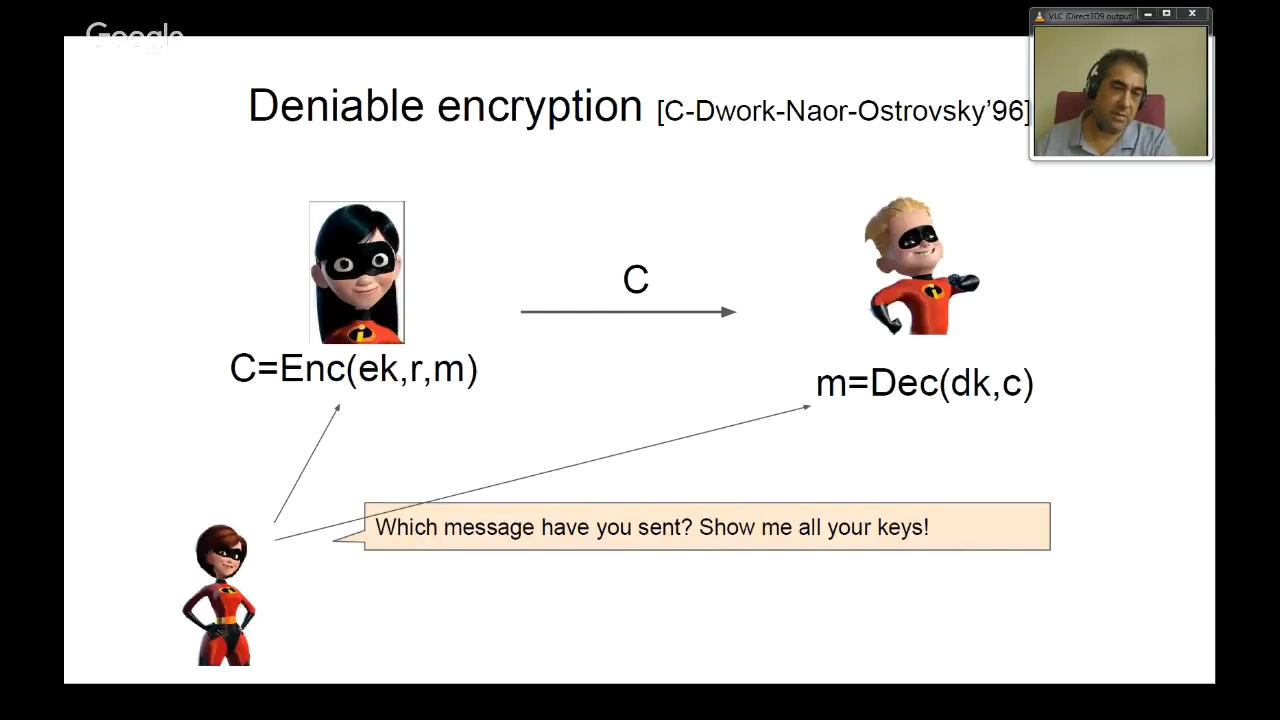 Google
VLC (Direct3D9 output
Deniable encryption [C-Dwork-Naor-Ostrovsky’96]
C
C=Enc(ek,r,m)
m=Dec(dk,c)
Which message have you sent? Show me all your keys!